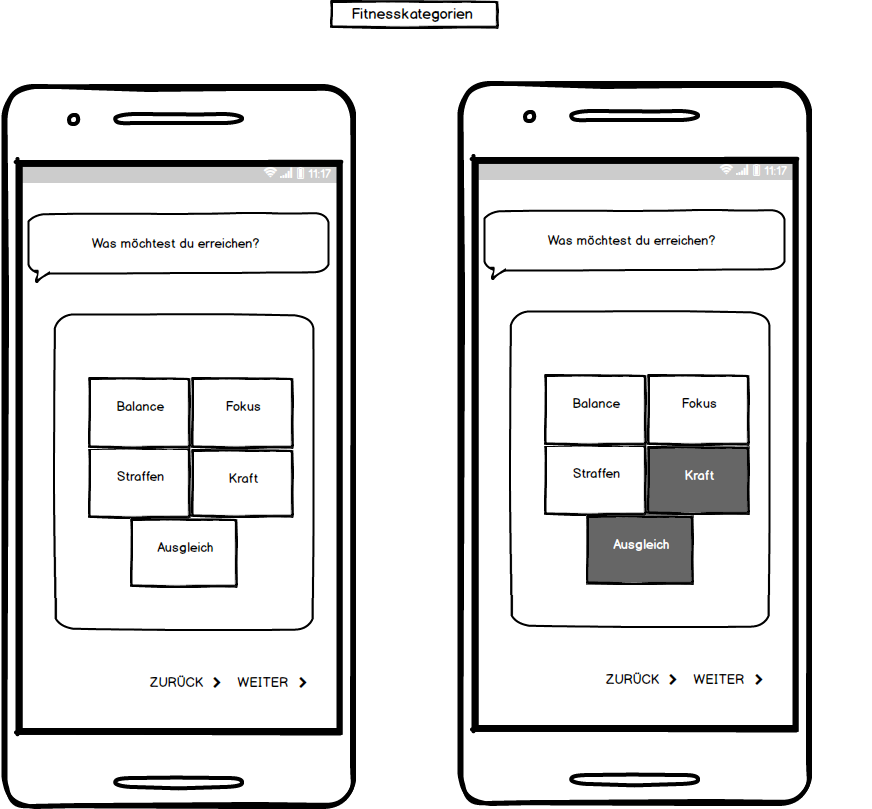 Fitnesskategorien
11:17
Was möchtest du erreichen?
Balance
Fokus
Straffen
Kraft
Ausgleich
ZURÜCK
WEITER
11:17
Was möchtest du erreichen?
Balance
Fokus
Straffen
Kraft
Ausgleich
ZURÜCK
WEITER